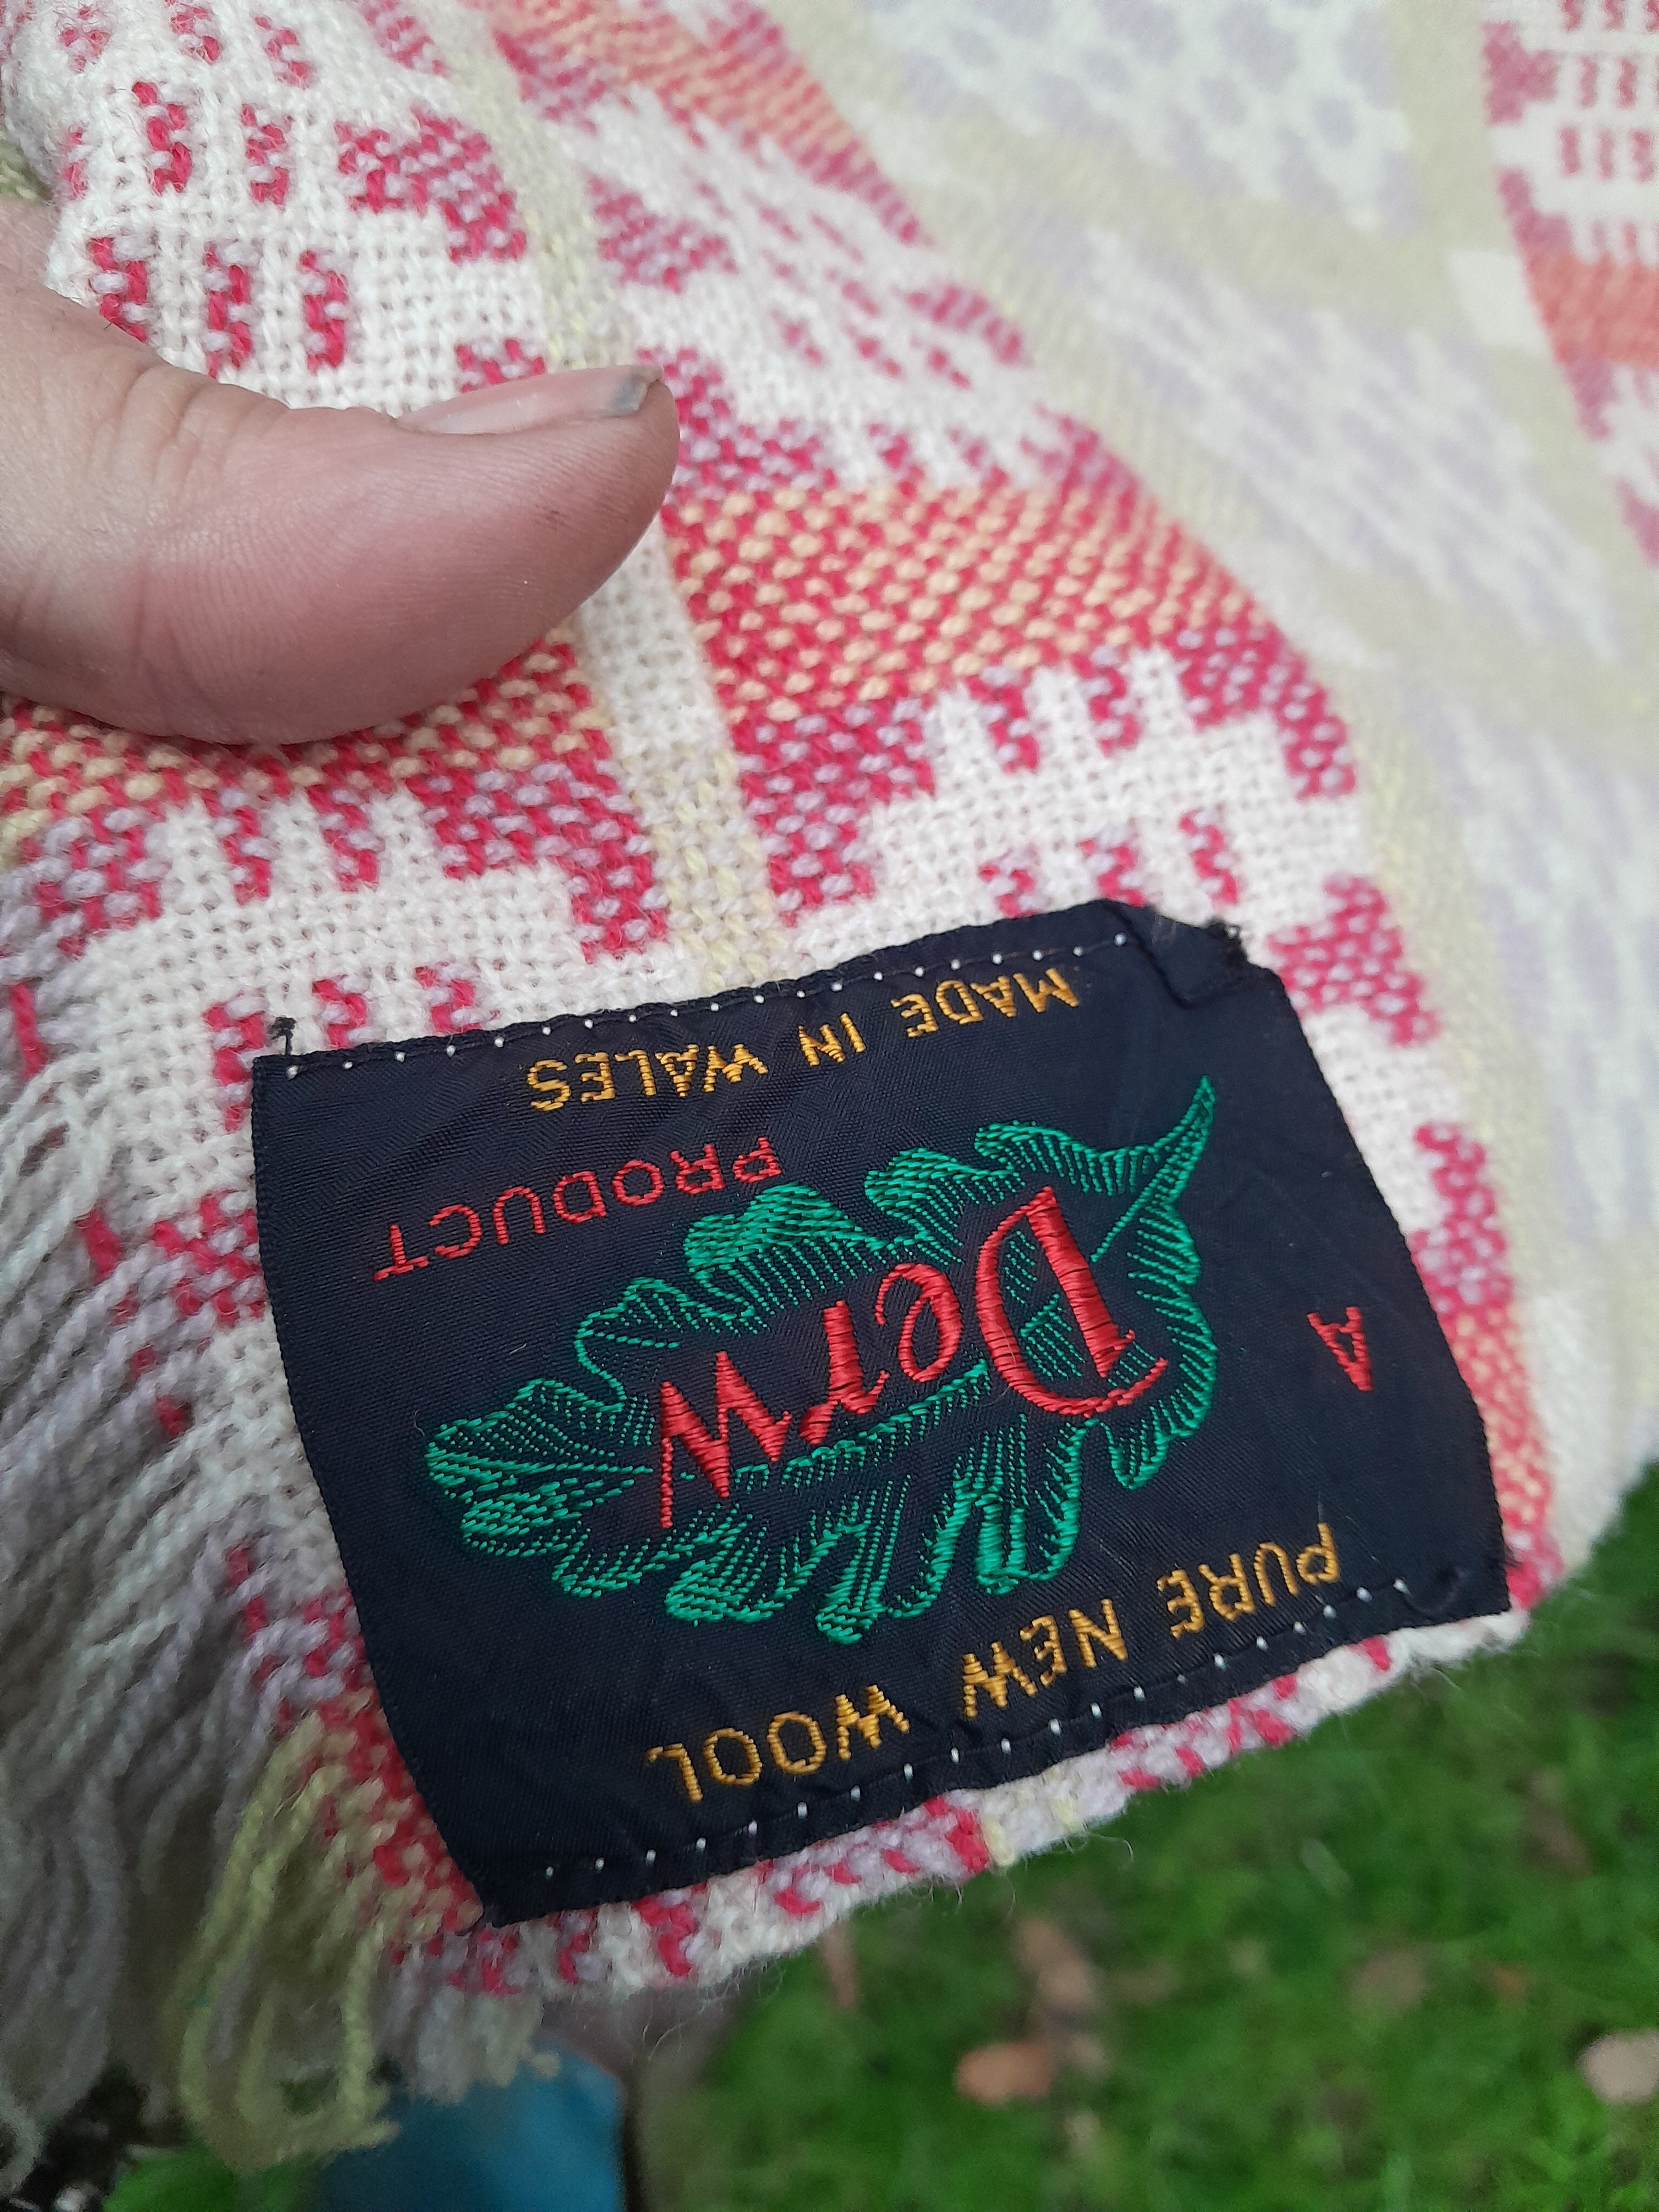 PURE NEW WOOL
A
Derw
PRODUCT
MADE IN WALES